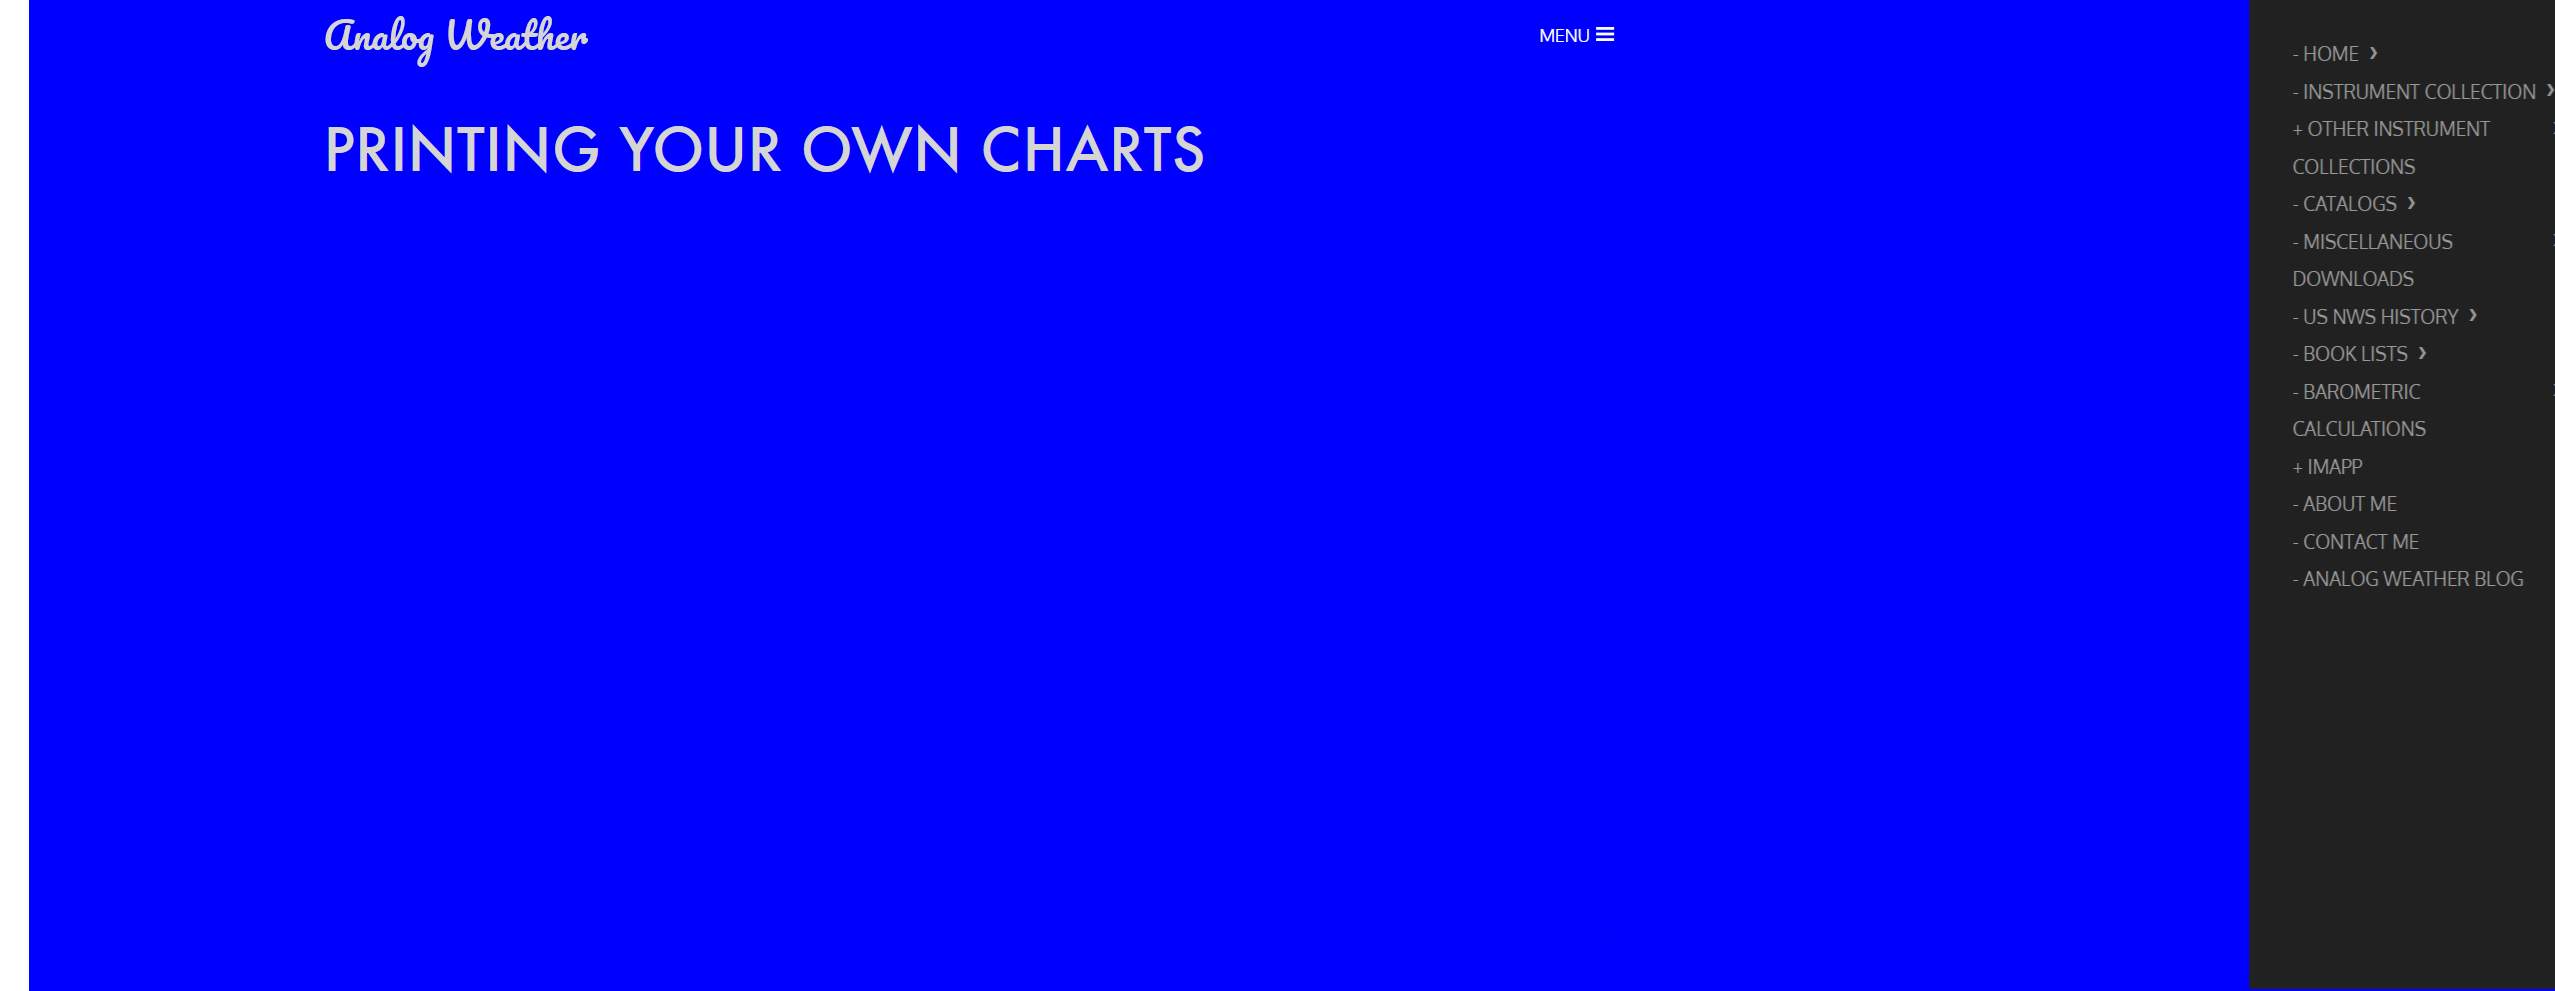 Analog Weather
MENU
PRINTING YOUR OWN CHARTS
- HOME ›
- INSTRUMENT COLLECTION ›
+ OTHER INSTRUMENT
COLLECTIONS
- CATALOGS ›
- MISCELLANEOUS
DOWNLOADS
- US NWS HISTORY ›
- BOOK LISTS ›
- BAROMETRIC
CALCULATIONS
+ IMAPP
- ABOUT ME
- CONTACT ME
- ANALOG WEATHER BLOG